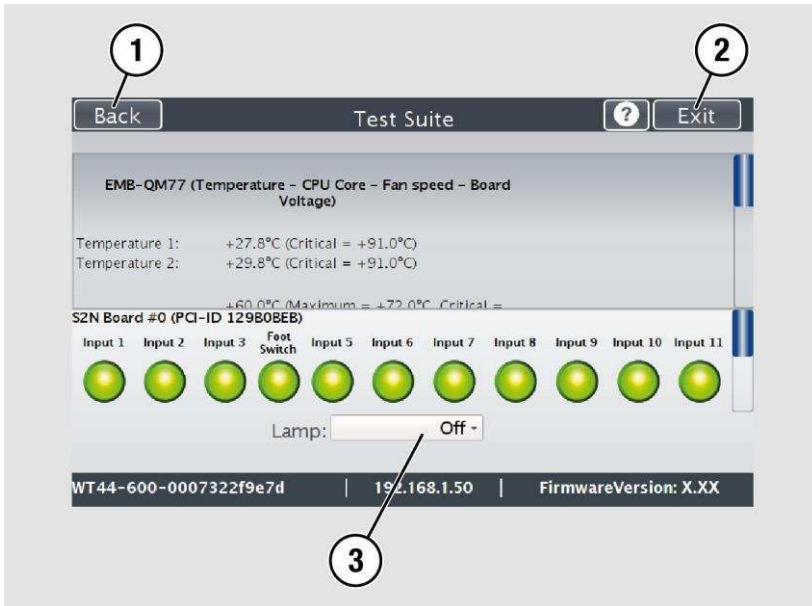 1
2
Back
Test Suite
?
Exit
EMB-QM77 (Temperature - CPU Core - Fan speed - Board
Voltage)
Temperature 1: +27.8°C (Critical = +91.0°C)
Temperature 2: +29.8°C (Critical = +91.0°C)
+60.0°C (Maximum = +72.0°C, Critical =
S2N Board #0 (PCI-ID 129B0BEB)
Input 1 Input 2 Input 3 Foot Switch Input 5 Input 6 Input 7 Input 8 Input 9 Input 10 Input 11
Lamp: Off
WT44-600-0007322f9e7d | 192.168.1.50 | FirmwareVersion: X.XX
3